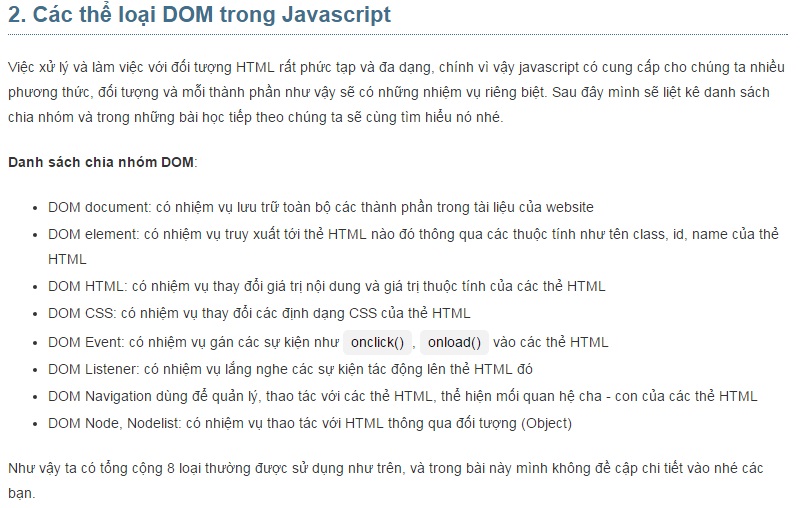 2. Các thể loại DOM trong Javascript
Việc xử lý và làm việc với đối tượng HTML rất phức tạp và đa dạng, chính vì vậy javascript có cung cấp cho chúng ta nhiều
phương thức, đối tượng và mỗi thành phần như vậy sẽ có những nhiệm vụ riêng biệt. Sau đây mình sẽ liệt kê danh sách
chia nhóm và trong những bài học tiếp theo chúng ta sẽ cùng tìm hiểu nó nhé.
Danh sách chia nhóm DOM:
• DOM document: có nhiệm vụ lưu trữ toàn bộ các thành phần trong tài liệu của website
• DOM element: có nhiệm vụ truy xuất tới thẻ HTML nào đó thông qua các thuộc tính như tên class, id, name của thẻ
HTML
• DOM HTML: có nhiệm vụ thay đổi giá trị nội dung và giá trị thuộc tính của các thẻ HTML
• DOM CSS: có nhiệm vụ thay đổi các định dạng CSS của thẻ HTML
• DOM Event: có nhiệm vụ gán các sự kiện như onclick(), onload() vào các thẻ HTML
• DOM Listener: có nhiệm vụ lắng nghe các sự kiện tác động lên thẻ HTML đó
• DOM Navigation dùng để quản lý, thao tác với các thẻ HTML, thể hiện mối quan hệ cha - con của các thẻ HTML
• DOM Node, Nodelist: có nhiệm vụ thao tác với HTML thông qua đối tượng (Object)
Như vậy ta có tổng cộng 8 loại thường được sử dụng như trên, và trong bài này mình không đề cập chi tiết vào nhé các
bạn.